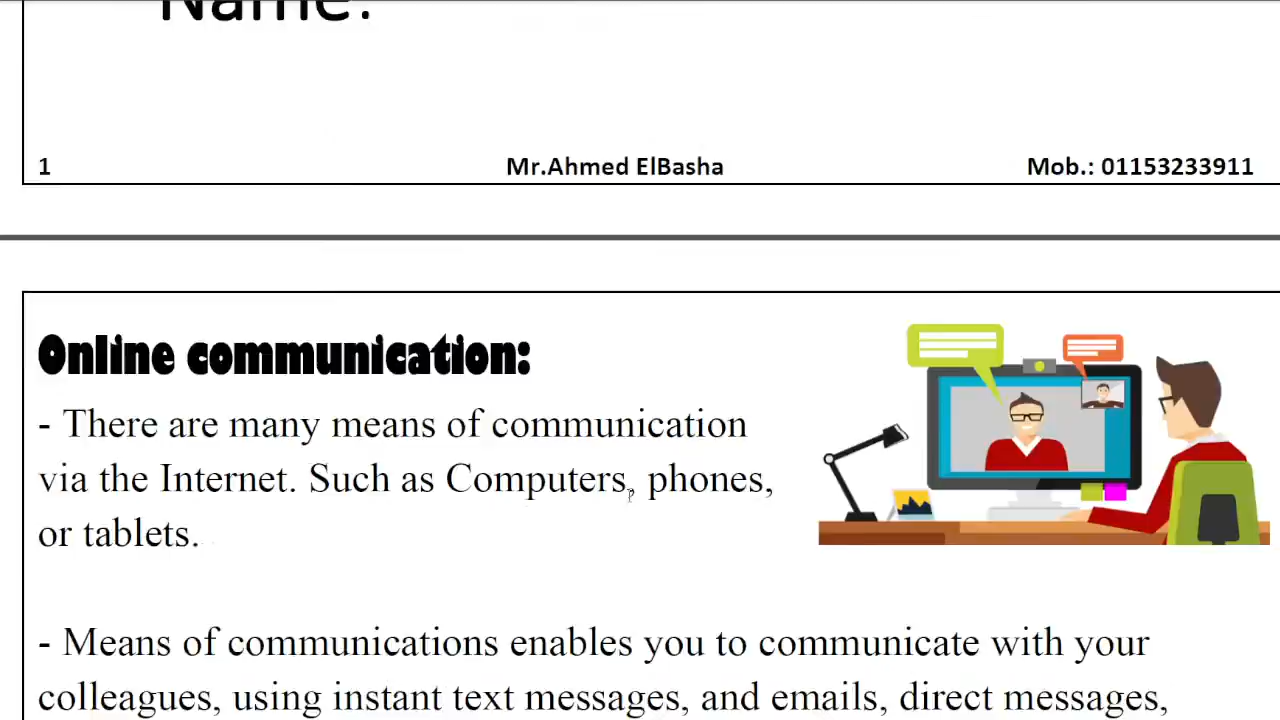 Name:
1 Mr.Ahmed ElBasha Mob.: 01153233911
Online communication:
- There are many means of communication
via the Internet. Such as Computers, phones,
or tablets.
- Means of communications enables you to communicate with your
colleagues, using instant text messages, and emails, direct messages,